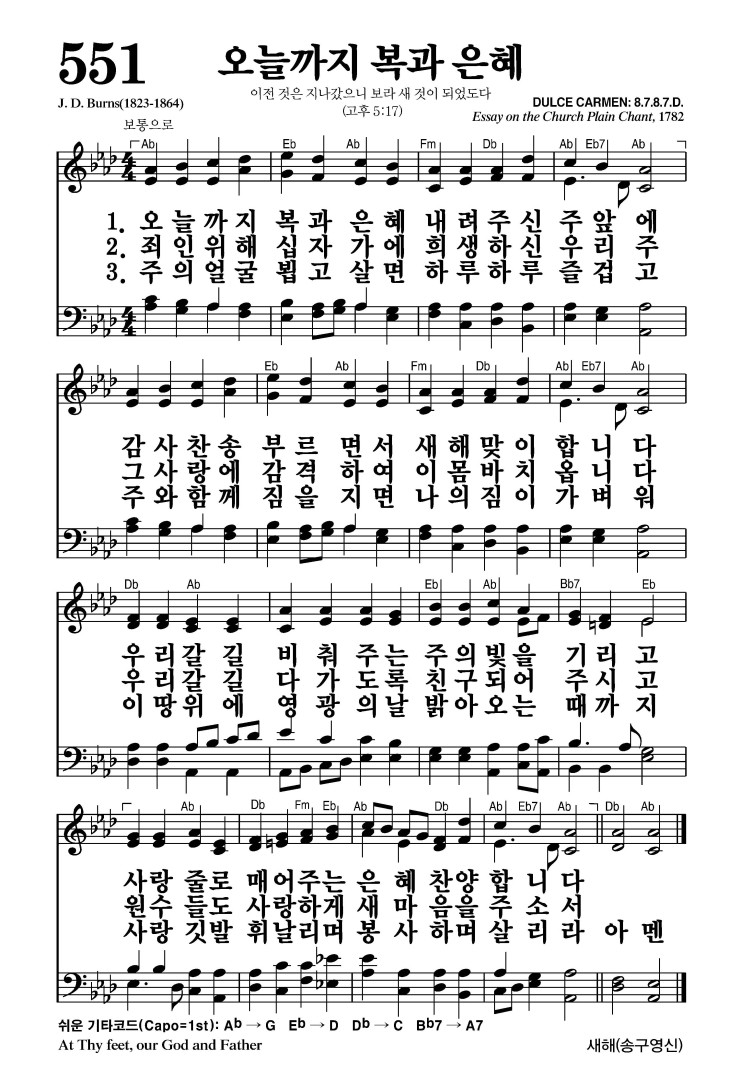 551 오늘까지 복과 은혜
이전 것은 지나갔으니 보라 새 것이 되었도다
J. D. Burns(1823-1864) (고후 5:17) DULCE CARMEN: 8.7.8.7.D.
Essay on the Church Plain Chant, 1782
보통으로
Ab Eb Ab Fm Db Ab Eb7 Ab
1. 오늘까지 복과 은혜 내려주신 주앞에
2. 죄인위해 십자가에 희생하신 우리주
3. 주의얼굴 뵙고 살면 하루하루 즐겁고
Eb Ab Fm Db Ab Eb7 Ab
감사찬송 부르면서 새해맞이 합니다
그사랑에 감격하여 이몸바치옵니다
주와함께 짐을지면 나의짐이 가벼워
Db Ab Eb Ab Bb7 Eb
우리갈길 비춰주는 주의빛을 기리고
우리갈길 다가도록 친구되어 주시고
이땅위에 영광의날 밝아오는 때까지
Ab Db Fm Eb Ab Db Ab Eb7 Ab Db Ab
사랑줄로 매어주는 은혜찬양합니다
원수들도 사랑하게 새마음을주소서
사랑깃발 휘날리며 봉사하며살리라 아멘
쉬운 기타코드(Capo=1st): Ab → G Eb → D Db → C Bb7 → A7
At Thy feet, our God and Father 새해(송구영신)